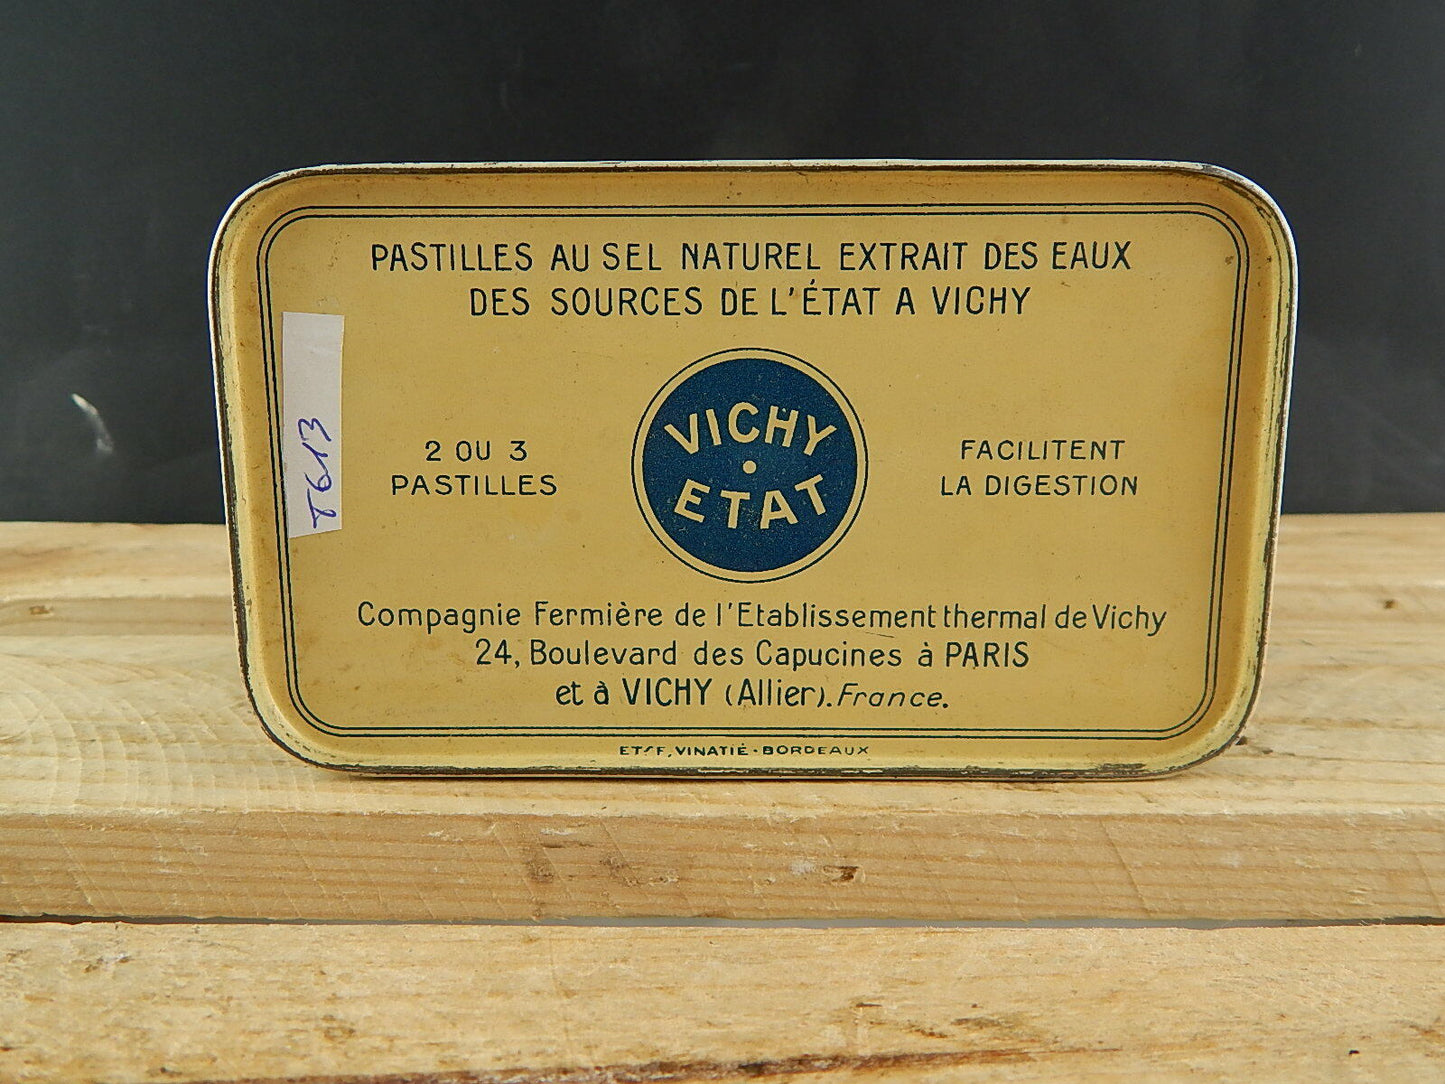 PASTILLES AU SEL NATUREL EXTRAIT DES EAUX
DES SOURCES DE L'ÉTAT A VICHY
VICHY
ETAT
2 OU 3
PASTILLES
FACILITENT
LA DIGESTION
Compagnie Fermière de l'Etablissement thermal de Vichy
24, Boulevard des Capucines à PARIS
et à VICHY (Allier). France.
ETS F. VINATIÉ - BORDEAUX
T613